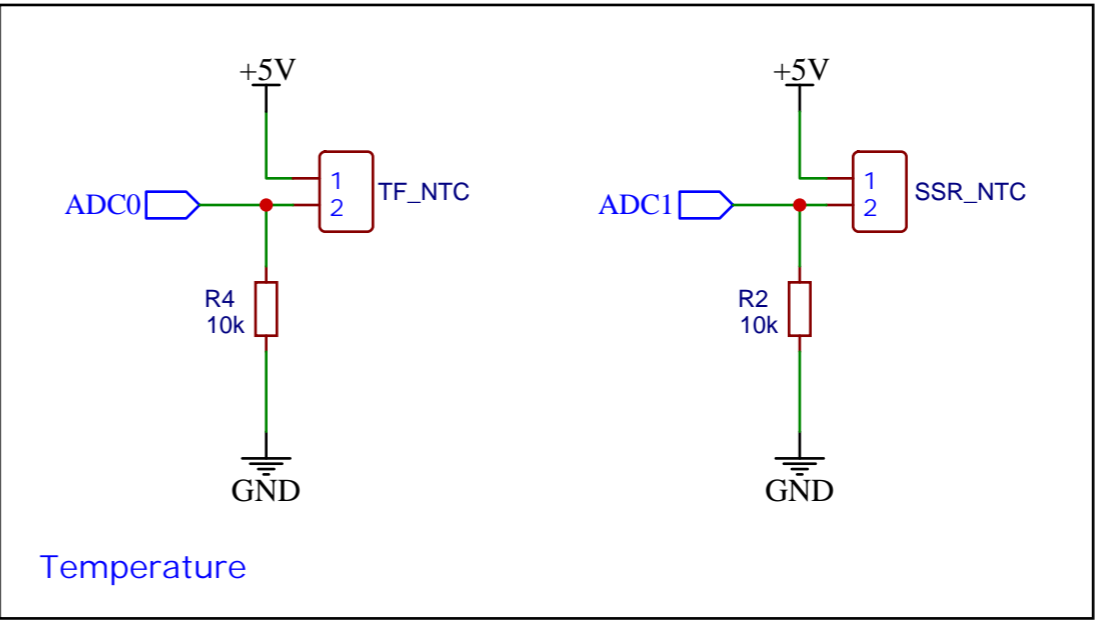 +5V
1
2
TF_NTC
ADC0
R4
10k
GND
+5V
1
2
SSR_NTC
ADC1
R2
10k
GND
Temperature